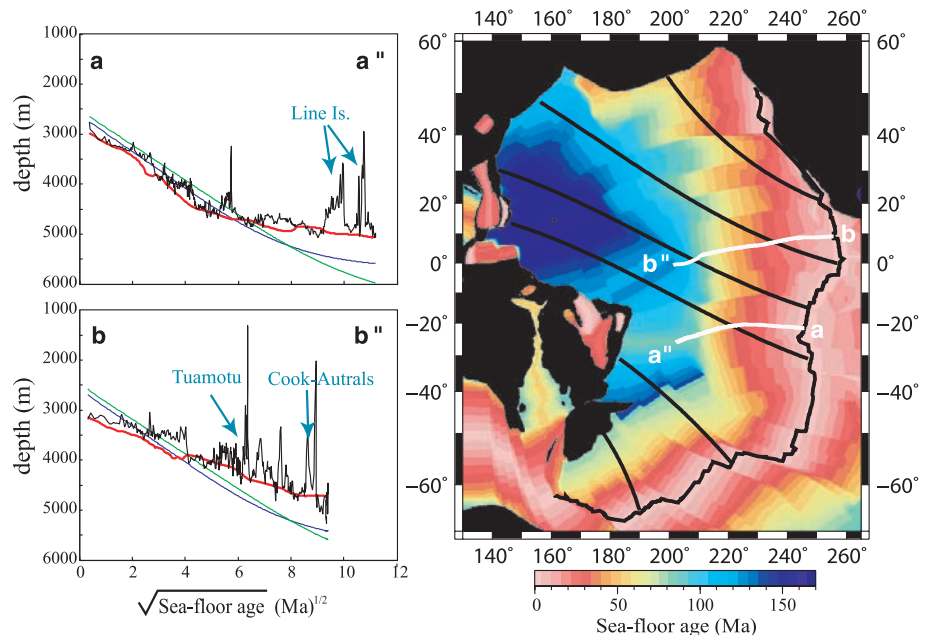 1000
2000
3000
4000
5000
6000
depth (m)
a
a"
Line Is.
1000
2000
3000
4000
5000
6000
depth (m)
b
b"
Tuamotu
Cook-Autrals
0
2
4
6
8
10
12
√Sea-floor age (Ma)1/2
140° 160° 180° 200° 220° 240° 260°
60°
40°
20°
0°
−20°
−40°
−60°
60°
40°
20°
0°
−20°
−40°
−60°
b
b"
a
a"
140° 160° 180° 200° 220° 240° 260°
0 50 100 150
Sea-floor age (Ma)